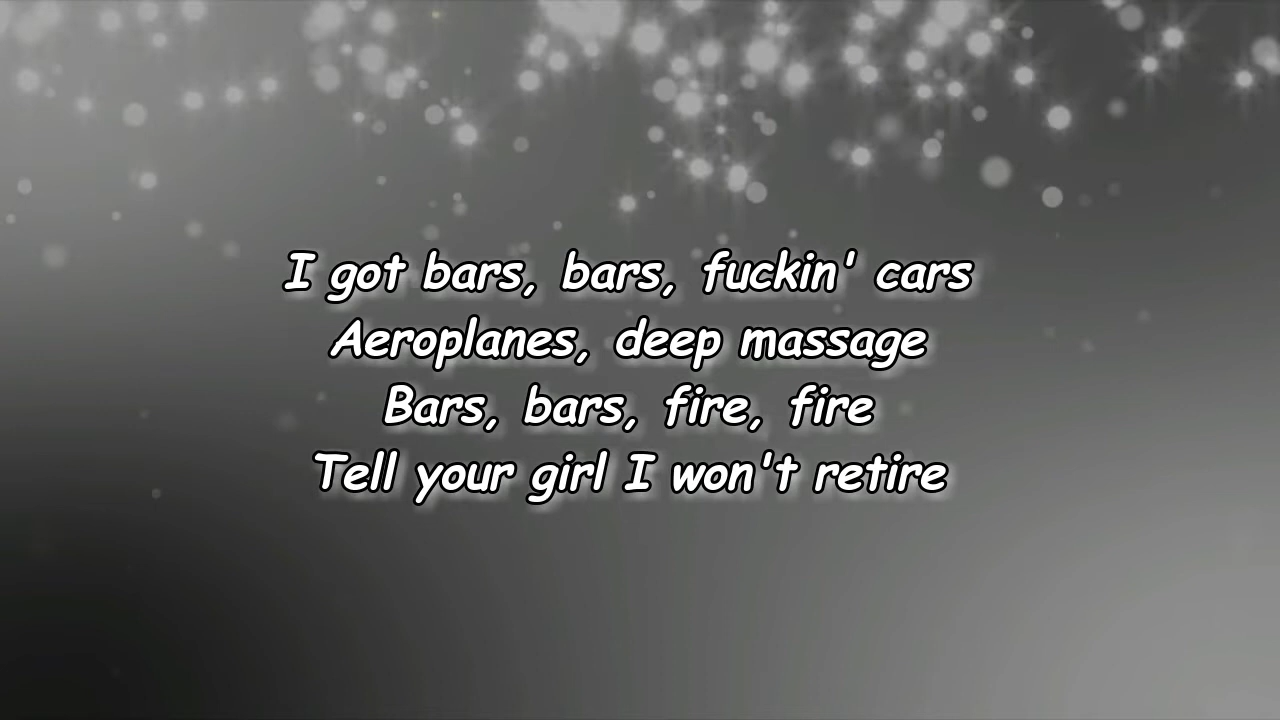 I got bars, bars, fuckin' cars
Aeroplanes, deep massage
Bars, bars, fire, fire
Tell your girl I won't retire